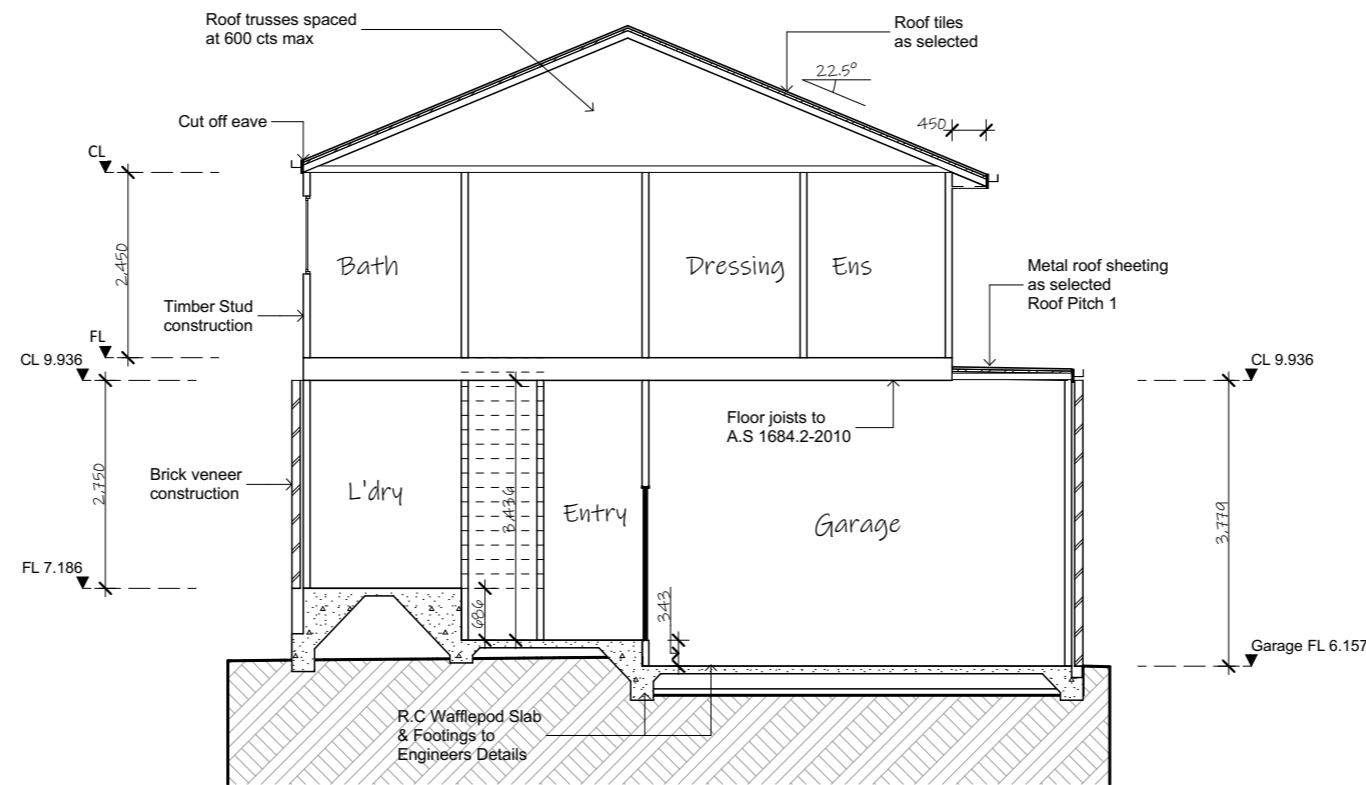 Roof trusses spaced
at 600 cts max
Roof tiles
as selected
22.5°
450
Cut off eave
CL
2,450
Bath
Dressing
Ens
Metal roof sheeting
as selected
Roof Pitch 1
Timber Stud
construction
FL
CL 9.936
CL 9.936
Floor joists to
A.S 1684.2-2010
Brick veneer
construction
2,750
L'dry
3,436
Entry
Garage
3,779
FL 7.186
686
343
Garage FL 6.157
R.C Wafflepod Slab
& Footings to
Engineers Details